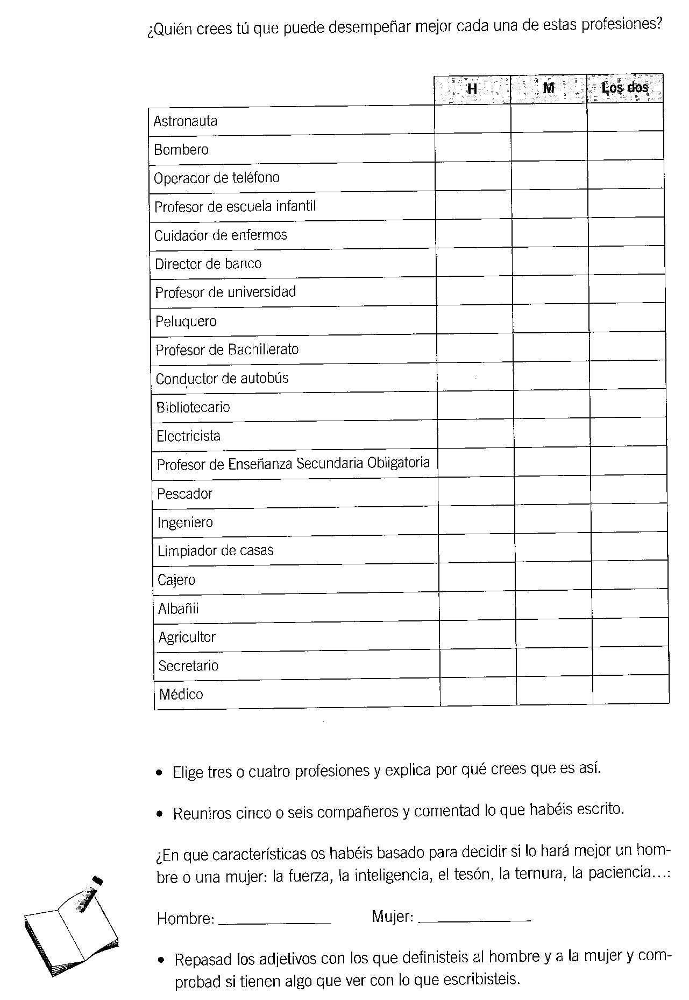 ¿Quién crees tú que puede desempeñar mejor cada una de estas profesiones?
H M Los dos
Astronauta
Bombero
Operador de teléfono
Profesor de escuela infantil
Cuidador de enfermos
Director de banco
Profesor de universidad
Peluquero
Profesor de Bachillerato
Conductor de autobús
Bibliotecario
Electricista
Profesor de Enseñanza Secundaria Obligatoria
Pescador
Ingeniero
Limpiador de casas
Cajero
Albañil
Agricultor
Secretario
Médico
• Elige tres o cuatro profesiones y explica por qué crees que es así.
• Reuniros cinco o seis compañeros y comentad lo que habéis escrito.
¿En que características os habéis basado para decidir si lo hará mejor un hom-
bre o una mujer: la fuerza, la inteligencia, el tesón, la ternura, la paciencia...:
Hombre: ______________ Mujer: ______________
• Repasad los adjetivos con los que definisteis al hombre y a la mujer y com-
probad si tienen algo que ver con lo que escribisteis.